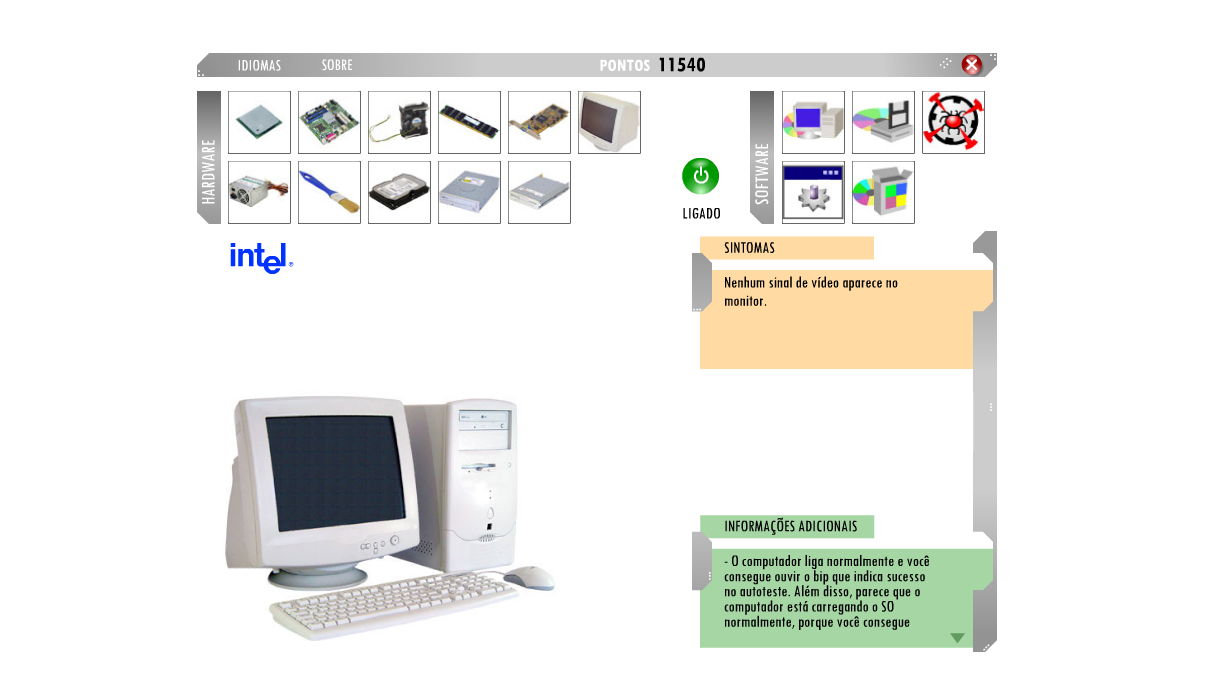 IDIOMAS SOBRE PONTOS 11540
HARDWARE
SOFTWARE
LIGADO
intel®
SINTOMAS
Nenhum sinal de vídeo aparece no
monitor.
INFORMAÇÕES ADICIONAIS
- O computador liga normalmente e você
consegue ouvir o bip que indica sucesso
no autoteste. Além disso, parece que o
computador está carregando o SO
normalmente, porque você consegue